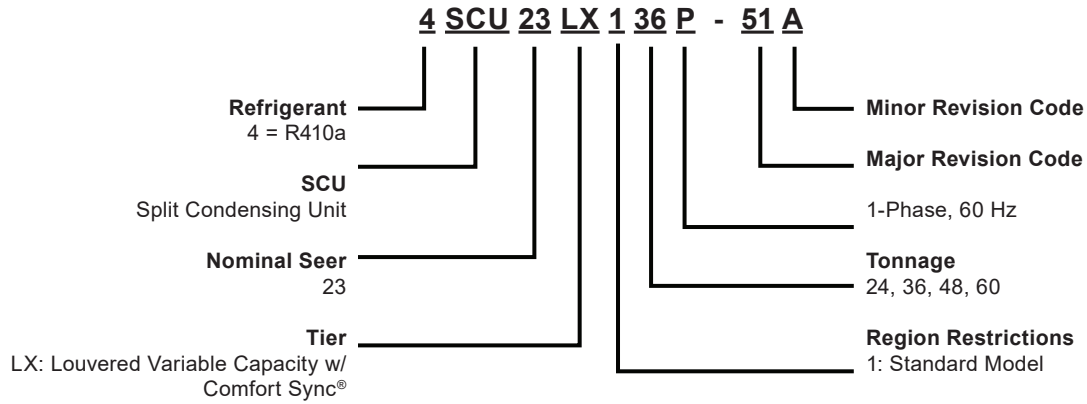 4 SCU 23 LX 1 36 P - 51 A
Refrigerant
4 = R410a
SCU
Split Condensing Unit
Nominal Seer
23
Tier
LX: Louvered Variable Capacity w/
Comfort Sync®
Minor Revision Code
Major Revision Code
1-Phase, 60 Hz
Tonnage
24, 36, 48, 60
Region Restrictions
1: Standard Model